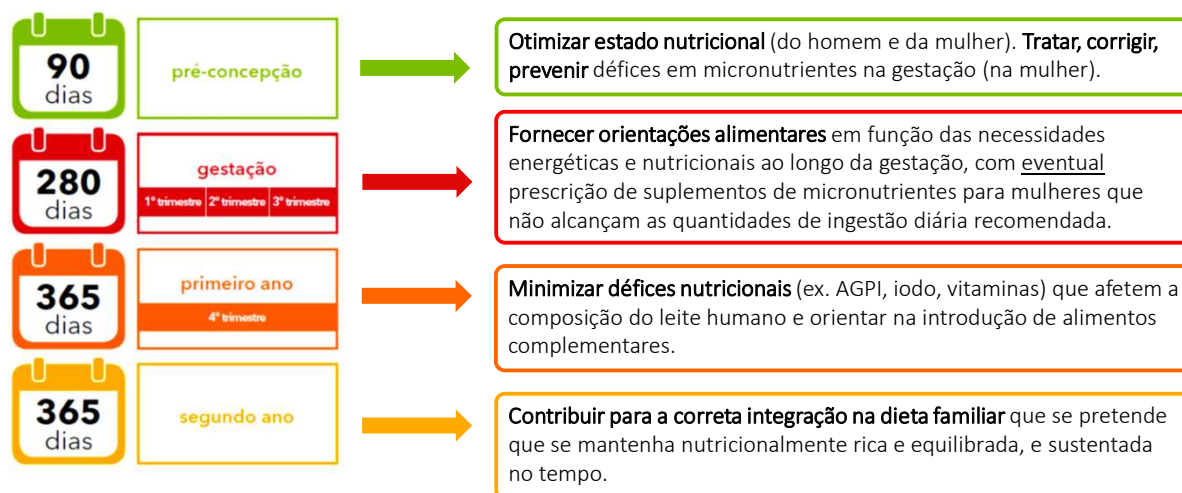 90
dias
pré-concepção
Otimizar estado nutricional (do homem e da mulher). Tratar, corrigir,
prevenir défices em micronutrientes na gestação (na mulher).
280
dias
gestação
1º trimestre 2º trimestre 3º trimestre
Fornecer orientações alimentares em função das necessidades
energéticas e nutricionais ao longo da gestação, com eventual
prescrição de suplementos de micronutrientes para mulheres que
não alcançam as quantidades de ingestão diária recomendada.
365
dias
primeiro ano
4º trimestre
Minimizar défices nutricionais (ex. AGPI, iodo, vitaminas) que afetem a
composição do leite humano e orientar na introdução de alimentos
complementares.
365
dias
segundo ano
Contribuir para a correta integração na dieta familiar que se pretende
que se mantenha nutricionalmente rica e equilibrada, e sustentada
no tempo.